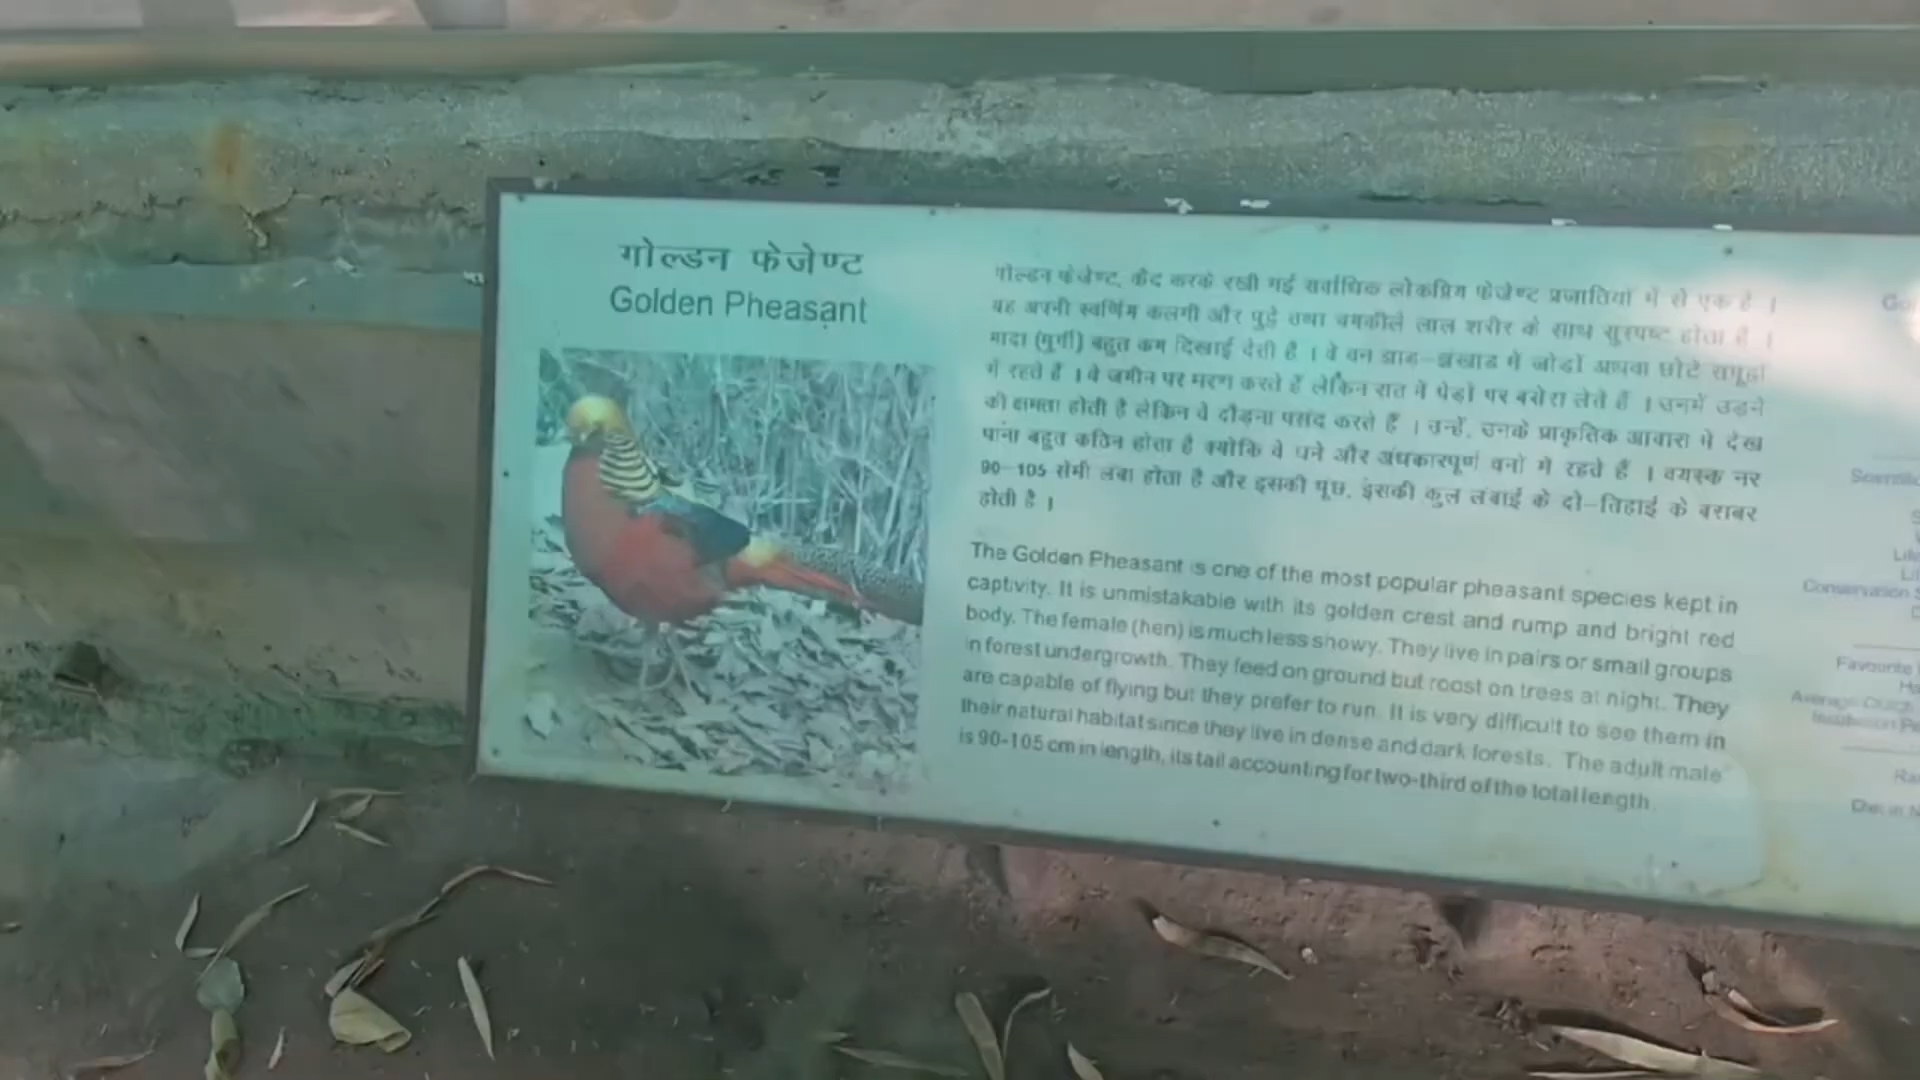 गोल्डन फेजेण्ट
Golden Pheasant
गोल्डन फेजेण्ट, कैद करके रखी गई सर्वाधिक लोकप्रिय फेजेण्ट प्रजातियों में से एक है ।
यह अपनी स्वर्णिम कलगी और पुट्ठे तथा चमकीले लाल शरीर के साथ सुस्पष्ट होता है ।
मादा (मुर्गी) बहुत कम दिखाई देती है । वे वन झाड़-झंखाड़ में जोड़ों अथवा छोटे समूहों
में रहते हैं । वे जमीन पर भरण करते हैं लेकिन रात में पेड़ों पर बसेरा लेते हैं । उनमें उड़ने
की क्षमता होती है लेकिन वे दौड़ना पसंद करते हैं । उन्हें, उनके प्राकृतिक आवास में देख
पाना बहुत कठिन होता है क्योंकि वे घने और अंधकारपूर्ण वनों में रहते हैं । वयस्क नर
90-105 सेंमी लंबा होता है और इसकी पूंछ, इसकी कुल लंबाई के दो-तिहाई के बराबर
होती है ।
The Golden Pheasant is one of the most popular pheasant species kept in
captivity. It is unmistakable with its golden crest and rump and bright red
body. The female (hen) is much less showy. They live in pairs or small groups
in forest undergrowth. They feed on ground but roost on trees at night. They
are capable of flying but they prefer to run. It is very difficult to see them in
their natural habitat since they live in dense and dark forests. The adult male
is 90-105 cm in length, its tail accounting for two-third of the total length.
Conservation
Favourite